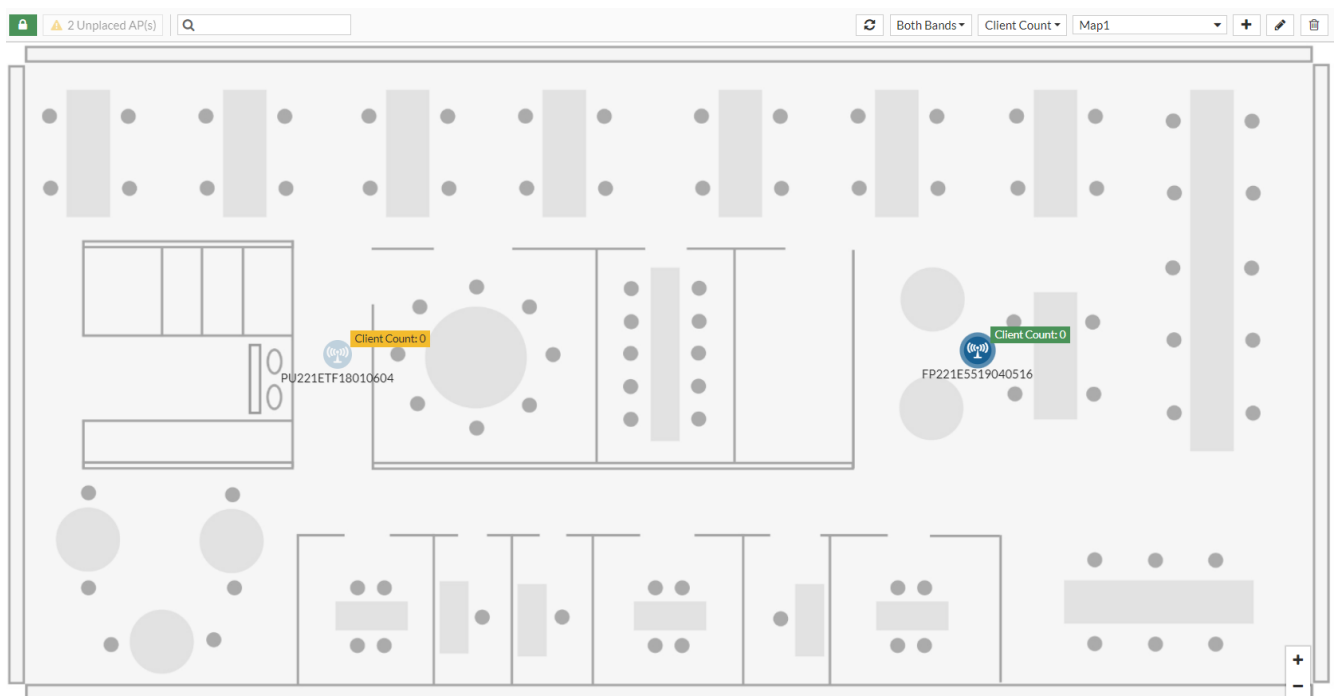 2 Unplaced AP(s) Both Bands Client Count Map1
Client Count: 0
PU221ETF18010604
Client Count: 0
FP221E5519040516